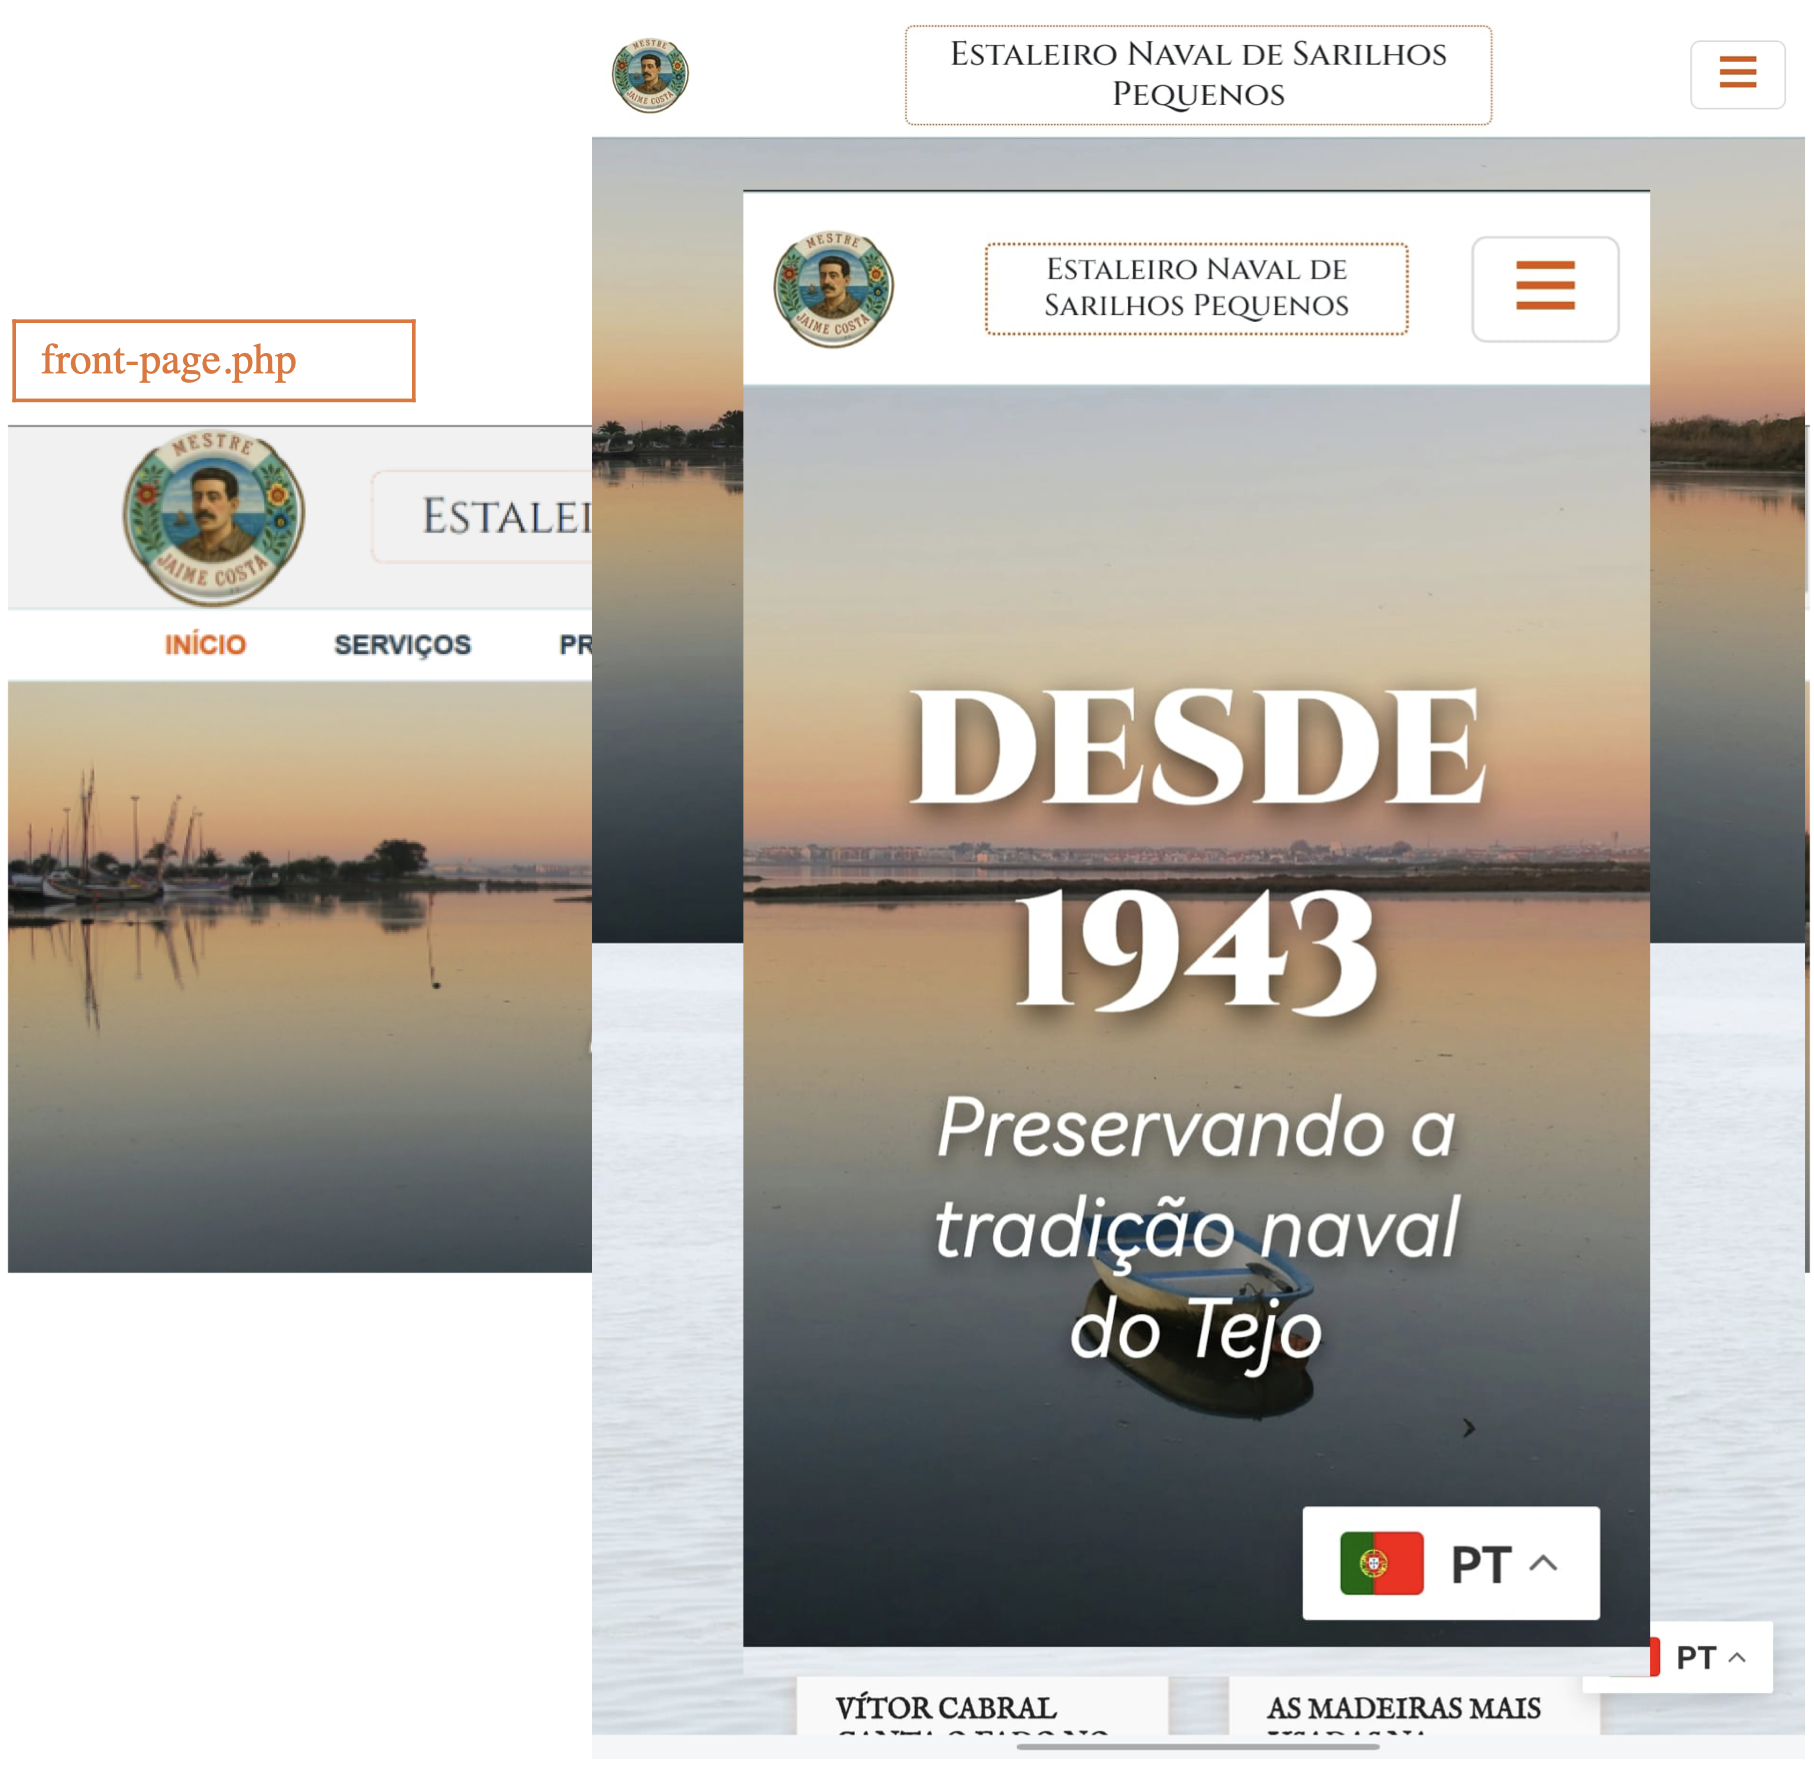 ESTALEIRO NAVAL DE SARILHOS
PEQUENOS
MESTRE
JAIME COSTA
MESTRE
JAIME COSTA
ESTALEIRO NAVAL DE
SARILHOS PEQUENOS
front-page.php
MESTRE
JAIME COSTA
ESTALEI
INÍCIO SERVIÇOS PR
DESDE
1943
Preservando a
tradição naval
do Tejo
PT
PT
VÍTOR CABRAL
AS MADEIRAS MAIS